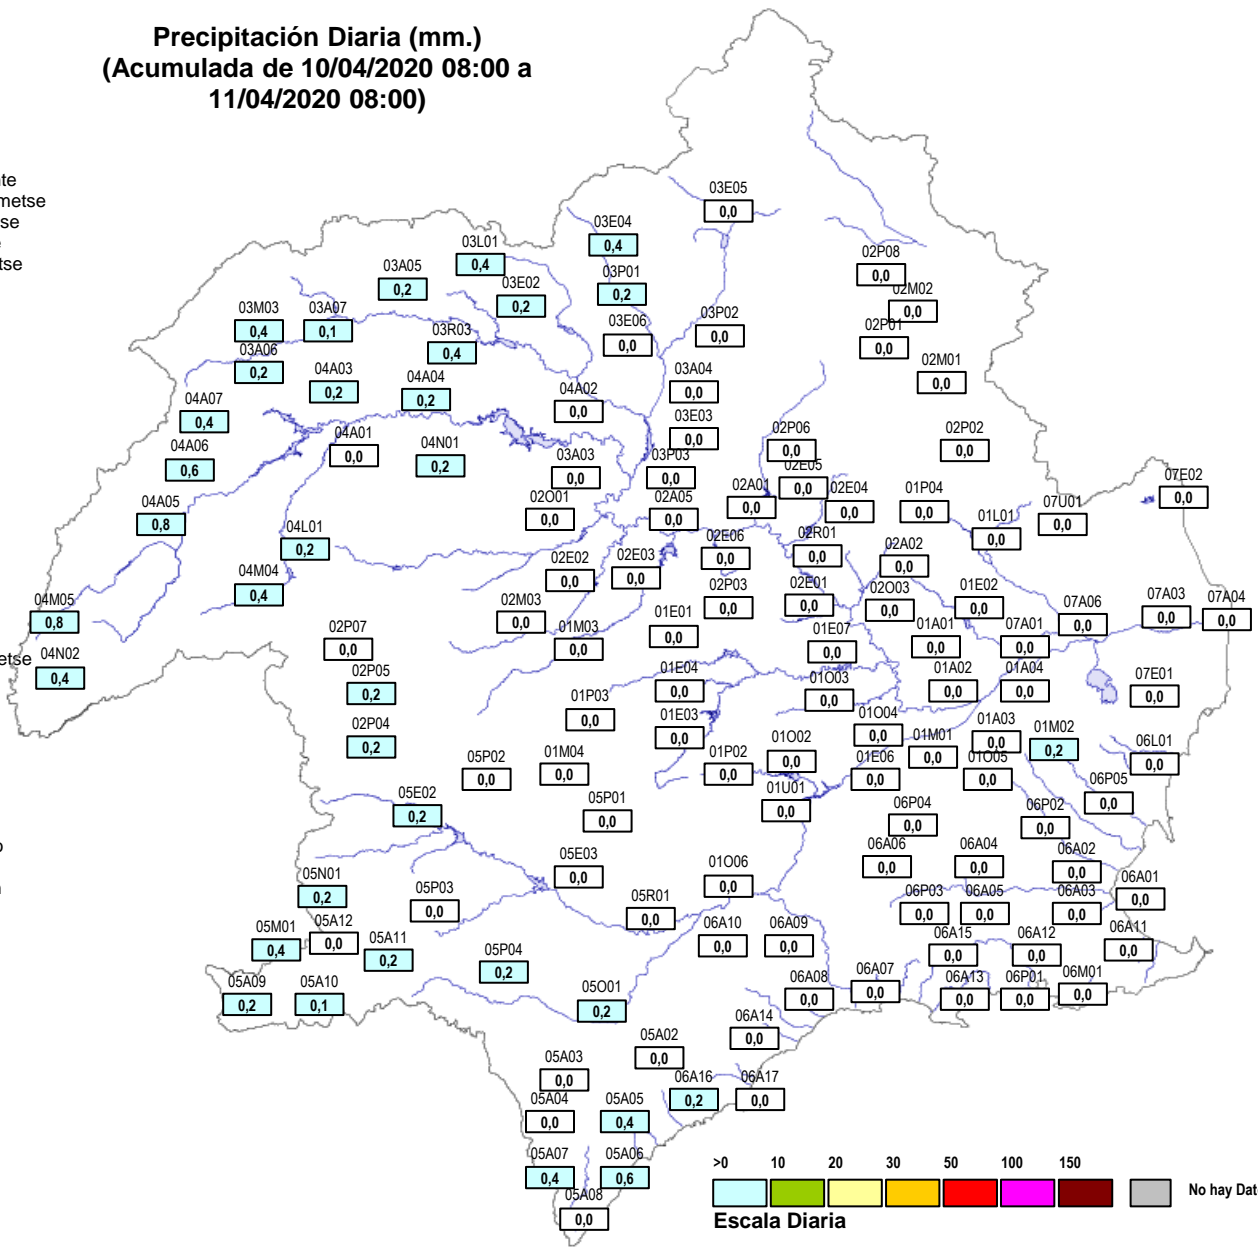 Precipitación Diaria (mm.)
(Acumulada de 10/04/2020 08:00 a
11/04/2020 08:00)
nte
metse
se
tse
03E05
0,0
03E04
0,4
03L01
0,4
02P08
0,0
03A05
0,2
03P01
0,2
03E02
0,2
02M02
0,0
03M03
0,4
03A07
0,1
03P02
0,0
03E06
0,0
03R03
0,4
02P01
0,0
03A06
0,2
02M01
0,0
04A03
0,2
04A04
0,2
03A04
0,0
04A02
0,0
04A07
0,4
03E03
0,0
02P06
0,0
02P02
0,0
04A01
0,0
04N01
0,2
04A06
0,6
03A03
0,0
03P03
0,0
02E05
0,0
07E02
0,0
02A01
0,0
02E04
0,0
01P04
0,0
04A05
0,8
02O01
0,0
02A05
0,0
07U01
0,0
01L01
0,0
04L01
0,2
02E06
0,0
02R01
0,0
02A02
0,0
02E02
0,0
02E03
0,0
04M04
0,4
02P03
0,0
02E01
0,0
02O03
0,0
01E02
0,0
07A03
0,0
07A04
0,0
04M05
0,8
02M03
0,0
01E01
0,0
07A06
0,0
02P07
0,0
01M03
0,0
01E07
0,0
01A01
0,0
07A01
0,0
etse
04N02
0,4
02P05
0,2
01E04
0,0
01O03
0,0
01A02
0,0
01A04
0,0
07E01
0,0
01P03
0,0
01E03
0,0
01O04
0,0
01A03
0,0
01M02
0,2
02P04
0,2
01O02
0,0
01M01
0,0
06L01
0,0
05P02
0,0
01M04
0,0
01P02
0,0
01E06
0,0
01O05
0,0
05E02
0,2
05P01
0,0
01U01
0,0
06P05
0,0
06P04
0,0
06P02
0,0
o
05E03
0,0
01O06
0,0
06A06
0,0
06A04
0,0
06A02
0,0
05N01
0,2
05P03
0,0
05R01
0,0
06P03
0,0
06A05
0,0
06A03
0,0
06A01
0,0
05M01
0,4
05A12
0,0
05A11
0,2
05P04
0,2
06A10
0,0
06A09
0,0
06A15
0,0
06A12
0,0
06A11
0,0
05A09
0,2
05A10
0,1
05O01
0,2
06A08
0,0
06A07
0,0
06A13
0,0
06P01
0,0
06M01
0,0
06A14
0,0
05A02
0,0
05A03
0,0
06A16
0,2
06A17
0,0
05A04
0,0
05A05
0,4
05A07
0,4
05A06
0,6
05A08
0,0
>0 10 20 30 50 100 150
No hay Dat
Escala Diaria